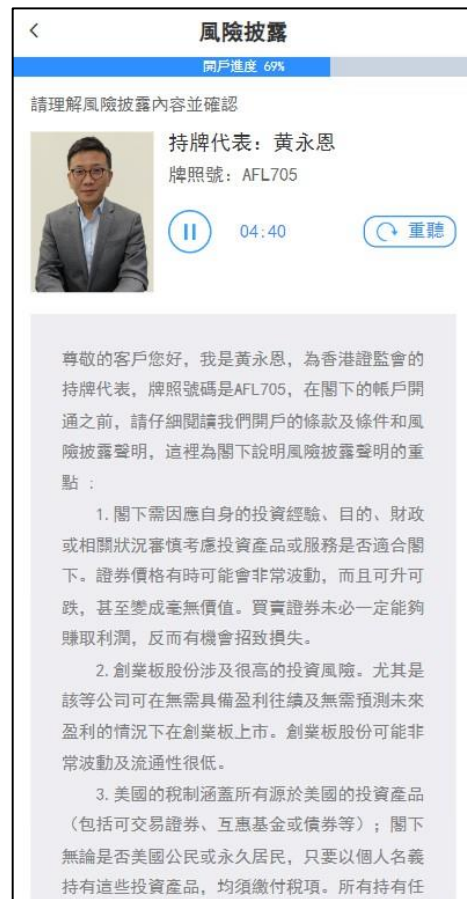 風險披露
開戶進度 69%
請理解風險披露內容並確認
持牌代表：黄永恩
牌照號：AFL705
04:40
重聽
尊敬的客戶您好，我是黃永恩，為香港證監會的
持牌代表，牌照號碼是AFL705，在閣下的帳戶開
通之前，請仔細閱讀我們開戶的條款及條件和風
險披露聲明，這裡為閣下說明風險披露聲明的重
點：
1.閣下需因應自身的投資經驗、目的、財政
或相關狀況審慎考慮投資產品或服務是否適合閣
下。證券價格有時可能會非常波動，而且可升可
跌，甚至變成毫無價值。買賣證券未必一定能夠
賺取利潤，反而有機會招致損失。
2.創業板股份涉及很高的投資風險。尤其是
該等公司可在無需具備盈利往績及無需預測未來
盈利的情況下在創業板上市。創業板股份可能非
常波動及流通性很低。
3.美國的稅制涵蓋所有源於美國的投資產品
（包括可交易證券、互惠基金或債券等）；閣下
無論是否美國公民或永久居民，只要以個人名義
持有這些投資產品，均須繳付稅項。所有持有任